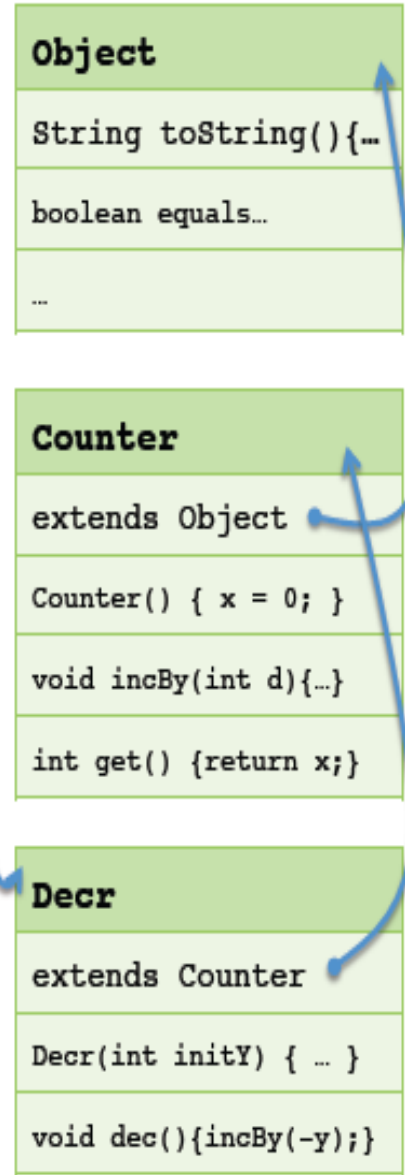 Object
String toString(){…
boolean equals…
…
Counter
extends Object
Counter() { x = 0; }
void incBy(int d){…}
int get() {return x;}
Decr
extends Counter
Decr(int initY) { … }
void dec(){incBy(-y);}